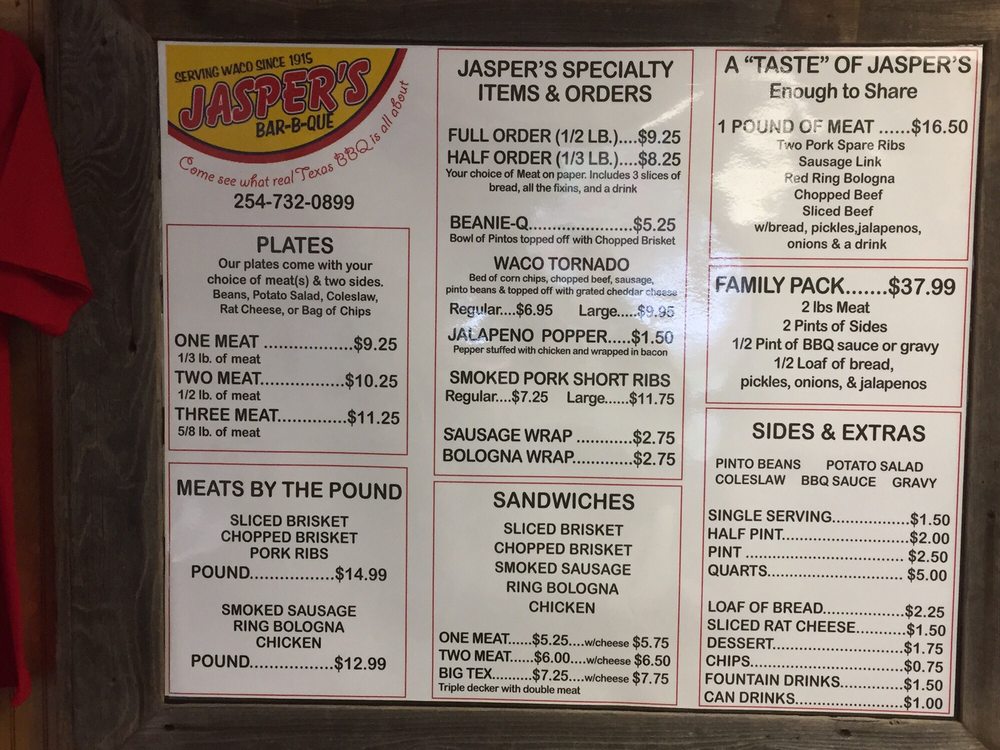 SERVING WACO SINCE 1915
JASPER'S
BAR-B-QUE
Come see what real Texas BBQ is all about
254-732-0899
PLATES
Our plates come with your
choice of meat(s) & two sides.
Beans, Potato Salad, Coleslaw,
Rat Cheese, or Bag of Chips
ONE MEAT ..................$9.25
1/3 lb. of meat
TWO MEAT.................$10.25
1/2 lb. of meat
THREE MEAT..............$11.25
5/8 lb. of meat
MEATS BY THE POUND
SLICED BRISKET
CHOPPED BRISKET
PORK RIBS
POUND.................$14.99
SMOKED SAUSAGE
RING BOLOGNA
CHICKEN
POUND.................$12.99
JASPER'S SPECIALTY
ITEMS & ORDERS
FULL ORDER (1/2 LB.)....$9.25
HALF ORDER (1/3 LB.)....$8.25
Your choice of Meat on paper. Includes 3 slices of
bread, all the fixins, and a drink
BEANIE-Q......................$5.25
Bowl of Pintos topped off with Chopped Brisket
WACO TORNADO
Bed of corn chips, chopped beef, sausage,
pinto beans & topped off with grated cheddar cheese
Regular....$6.95 Large.....$9.95
JALAPENO POPPER.....$1.50
Pepper stuffed with chicken and wrapped in bacon
SMOKED PORK SHORT RIBS
Regular....$7.25 Large......$11.75
SAUSAGE WRAP ............$2.75
BOLOGNA WRAP.............$2.75
SANDWICHES
SLICED BRISKET
CHOPPED BRISKET
SMOKED SAUSAGE
RING BOLOGNA
CHICKEN
ONE MEAT......$5.25....w/cheese $5.75
TWO MEAT......$6.00....w/cheese $6.50
BIG TEX..........$7.25....w/cheese $7.75
Triple decker with double meat
A "TASTE" OF JASPER'S
Enough to Share
1 POUND OF MEAT ......$16.50
Two Pork Spare Ribs
Sausage Link
Red Ring Bologna
Chopped Beef
Sliced Beef
w/bread, pickles,jalapenos,
onions & a drink
FAMILY PACK.......$37.99
2 lbs Meat
2 Pints of Sides
1/2 Pint of BBQ sauce or gravy
1/2 Loaf of bread,
pickles, onions, & jalapenos
SIDES & EXTRAS
PINTO BEANS POTATO SALAD
COLESLAW BBQ SAUCE GRAVY
SINGLE SERVING.................$1.50
HALF PINT............................$2.00
PINT ....................................$2.50
QUARTS.............................. $5.00
LOAF OF BREAD..................$2.25
SLICED RAT CHEESE...........$1.50
DESSERT.............................$1.75
CHIPS..................................$0.75
FOUNTAIN DRINKS.............$1.50
CAN DRINKS.......................$1.00